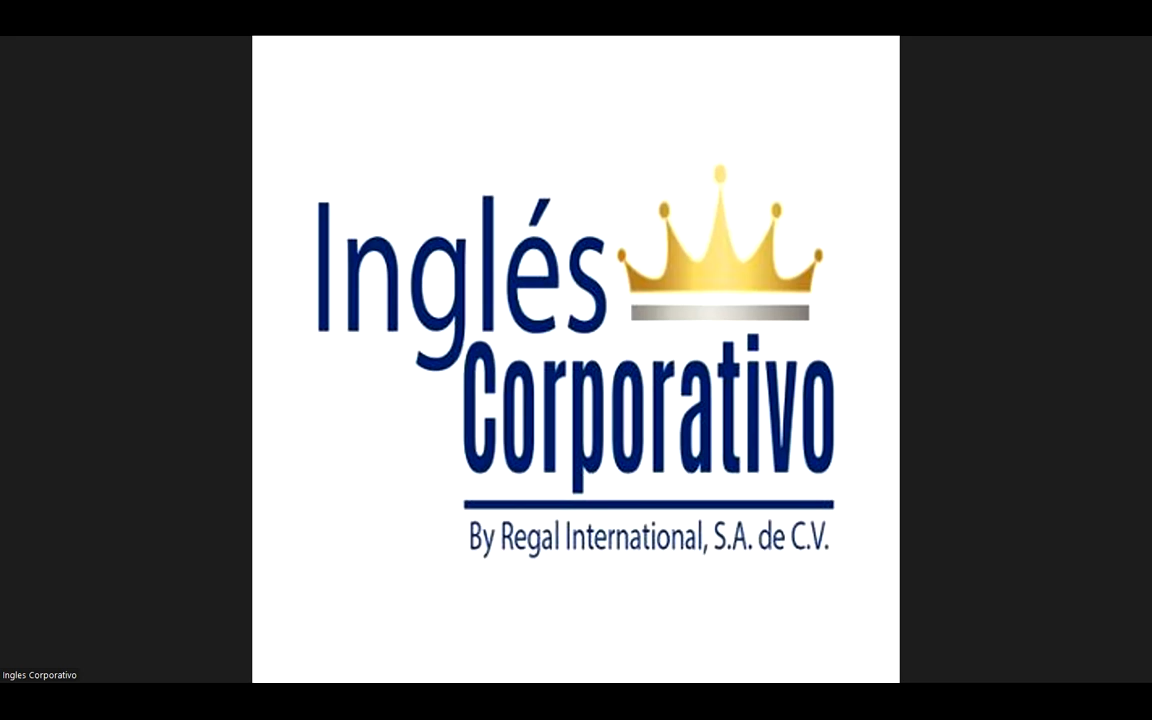 Inglés
Corporativo
By Regal International, S.A. de C.V.
Ingles Corporativo